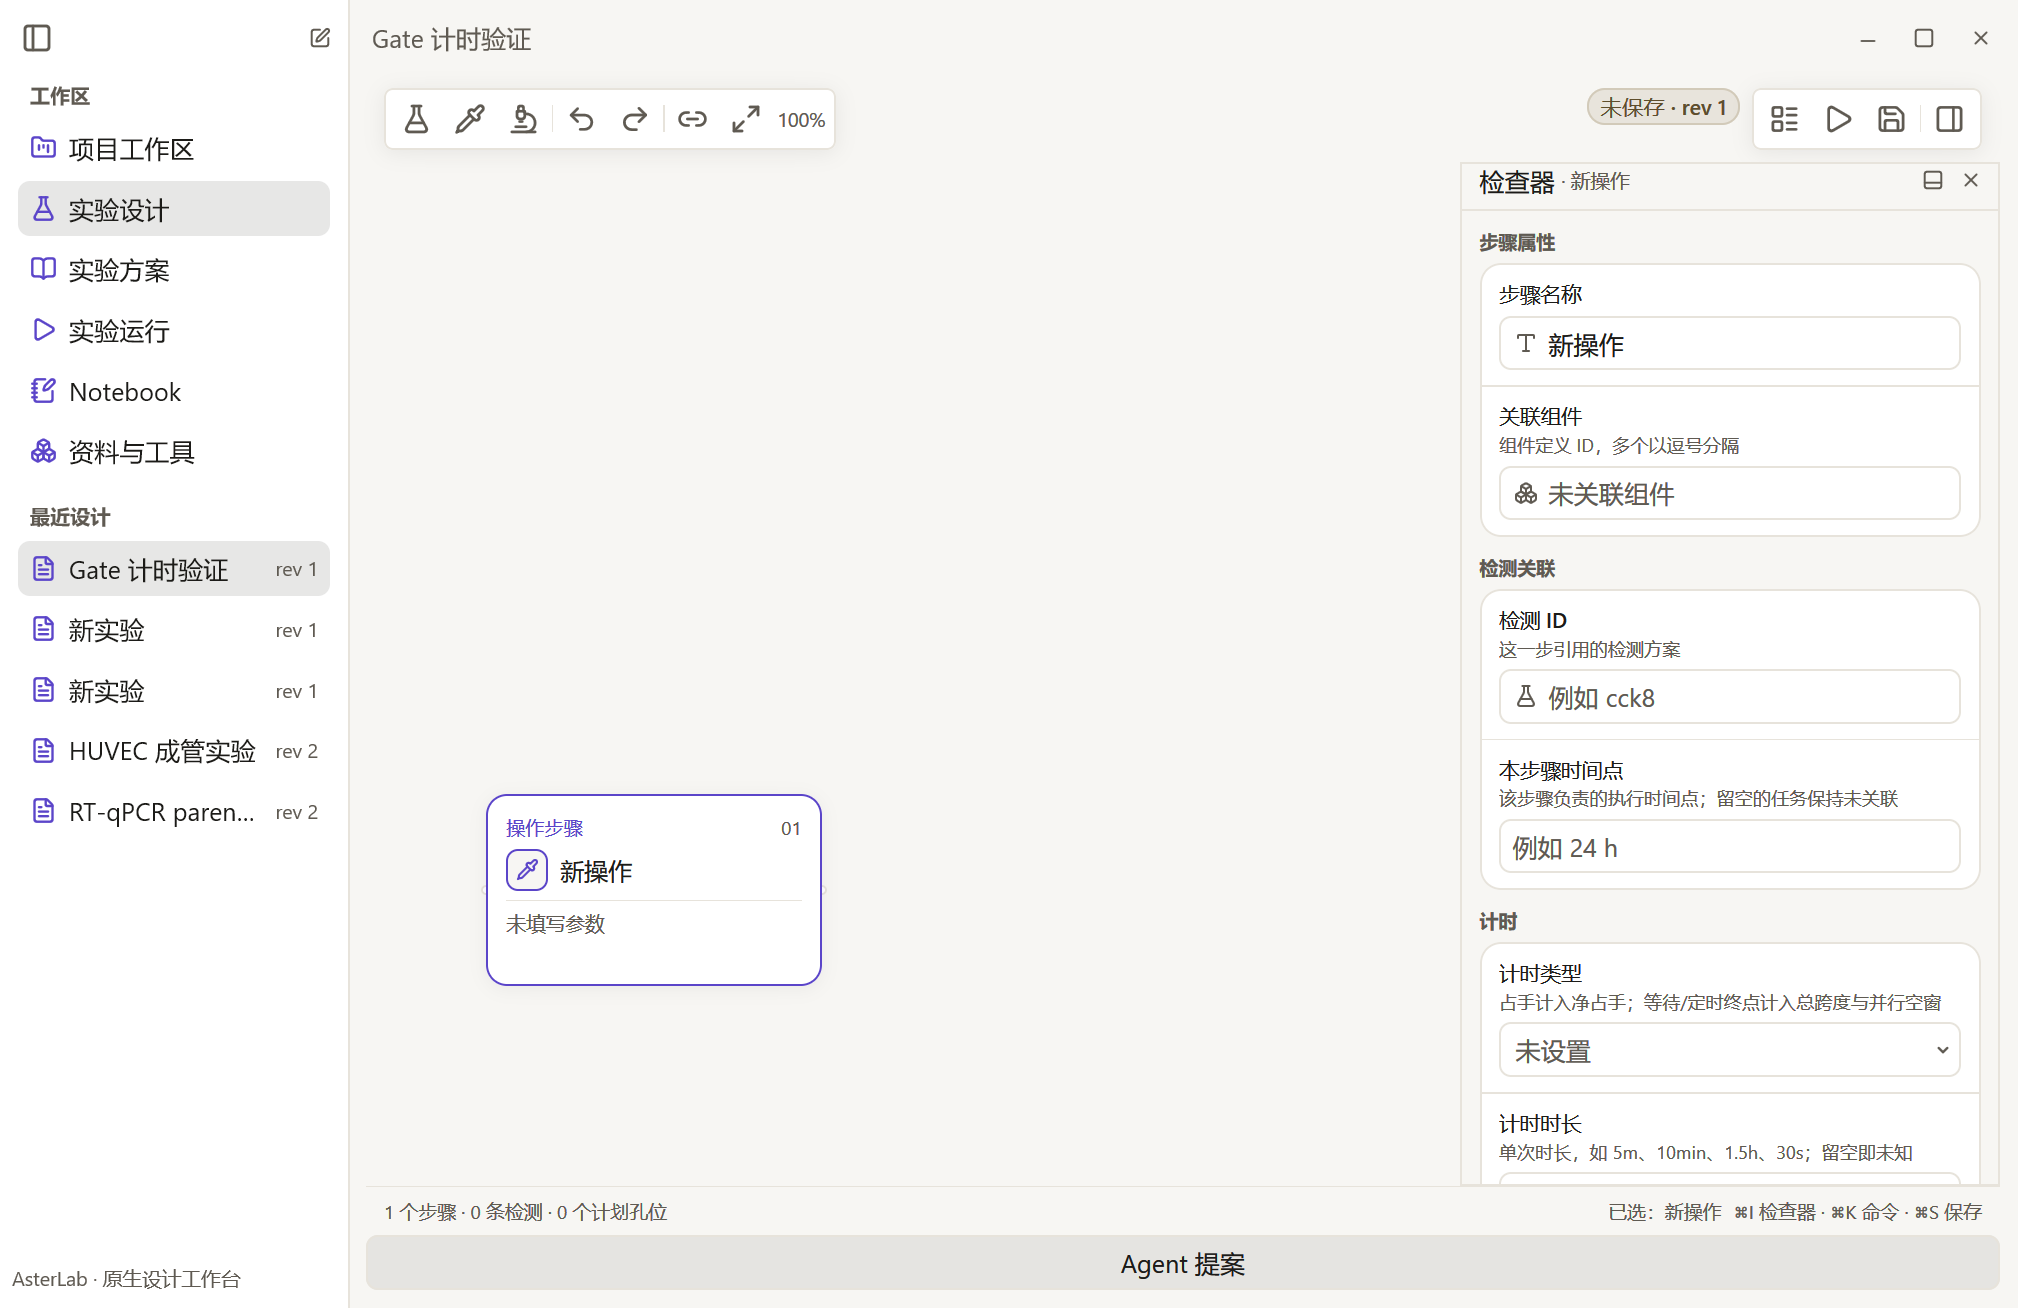 工作区
项目工作区
实验设计
实验方案
实验运行
Notebook
资料与工具
最近设计
Gate 计时验证 rev 1
新实验 rev 1
新实验 rev 1
HUVEC 成管实验 rev 2
RT-qPCR paren... rev 2
AsterLab · 原生设计工作台
Gate 计时验证
100%
未保存 · rev 1
操作步骤 01
新操作
未填写参数
检查器 · 新操作
步骤属性
步骤名称
新操作
关联组件
组件定义 ID，多个以逗号分隔
未关联组件
检测关联
检测 ID
这一步引用的检测方案
例如 cck8
本步骤时间点
该步骤负责的执行时间点；留空的任务保持未关联
例如 24 h
计时
计时类型
占手计入净占手；等待/定时终点计入总跨度与并行空窗
未设置
计时时长
单次时长，如 5m、10min、1.5h、30s；留空即未知
1 个步骤 · 0 条检测 · 0 个计划孔位
已选：新操作 ⌘I 检查器 · ⌘K 命令 · ⌘S 保存
Agent 提案